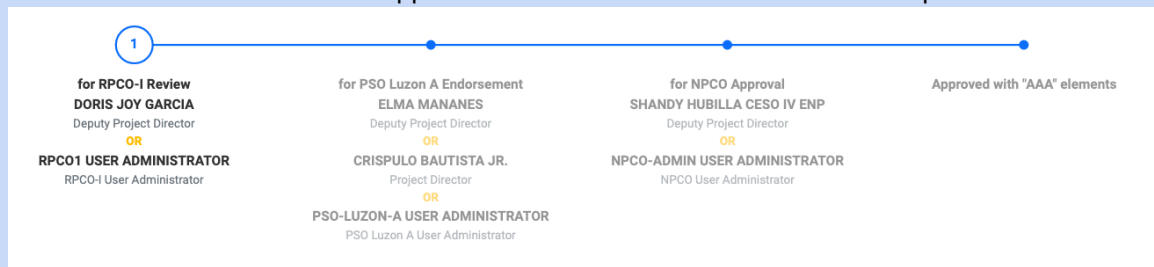 1
for RPCO-I Review
DORIS JOY GARCIA
Deputy Project Director
OR
RPCO1 USER ADMINISTRATOR
RPCO-I User Administrator
for PSO Luzon A Endorsement
ELMA MANANES
Deputy Project Director
OR
CRISPULO BAUTISTA JR.
Project Director
OR
PSO-LUZON-A USER ADMINISTRATOR
PSO Luzon A User Administrator
for NPCO Approval
SHANDY HUBILLA CESO IV ENP
Deputy Project Director
OR
NPCO-ADMIN USER ADMINISTRATOR
NPCO User Administrator
Approved with "AAA" elements